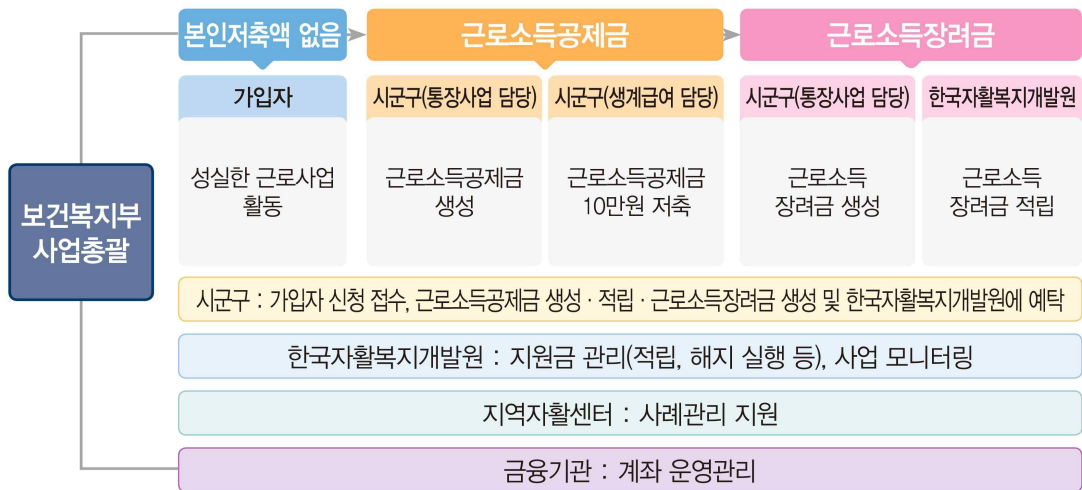 본인저축액 없음
근로소득공제금
근로소득장려금
가입자
시군구(통장사업 담당)
시군구(생계급여 담당)
시군구(통장사업 담당)
한국자활복지개발원
성실한 근로사업
활동
근로소득공제금
생성
근로소득공제금
10만원 저축
근로소득
장려금 생성
근로소득
장려금 적립
보건복지부
사업총괄
시군구 : 가입자 신청 접수, 근로소득공제금 생성 · 적립 · 근로소득장려금 생성 및 한국자활복지개발원에 예탁
한국자활복지개발원 : 지원금 관리(적립, 해지 실행 등), 사업 모니터링
지역자활센터 : 사례관리 지원
금융기관 : 계좌 운영관리